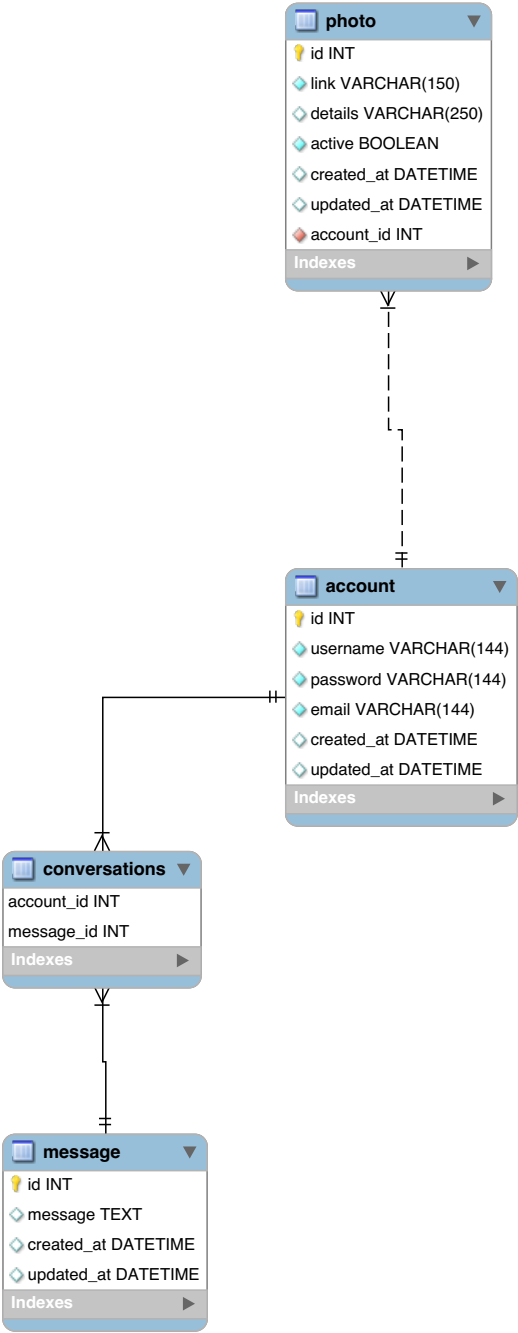 photo
id INT
link VARCHAR(150)
details VARCHAR(250)
active BOOLEAN
created_at DATETIME
updated_at DATETIME
account_id INT
Indexes
account
id INT
username VARCHAR(144)
password VARCHAR(144)
email VARCHAR(144)
created_at DATETIME
updated_at DATETIME
Indexes
conversations
account_id INT
message_id INT
Indexes
message
id INT
message TEXT
created_at DATETIME
updated_at DATETIME
Indexes